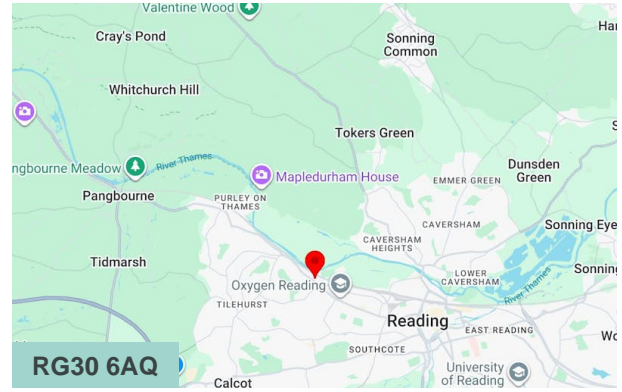 Valentine Wood
Cray's Pond
Sonning
Common
Har
Whitchurch Hill
Tokers Green
ngbourne Meadow
River Thames
Mapledurham House
Dunsden
Green
EMMER GREEN
Pangbourne
PURLEY ON
THAMES
CAVERSHAM
Sonning Eye
CAVERSHAM
HEIGHTS
Tidmarsh
LOWER
CAVERSHAM
Sonning
Oxygen Reading
River Thames
TILEHURST
Reading
EAST READING
Wo
SOUTHCOTE
RG30 6AQ
University
of Reading
Calcot